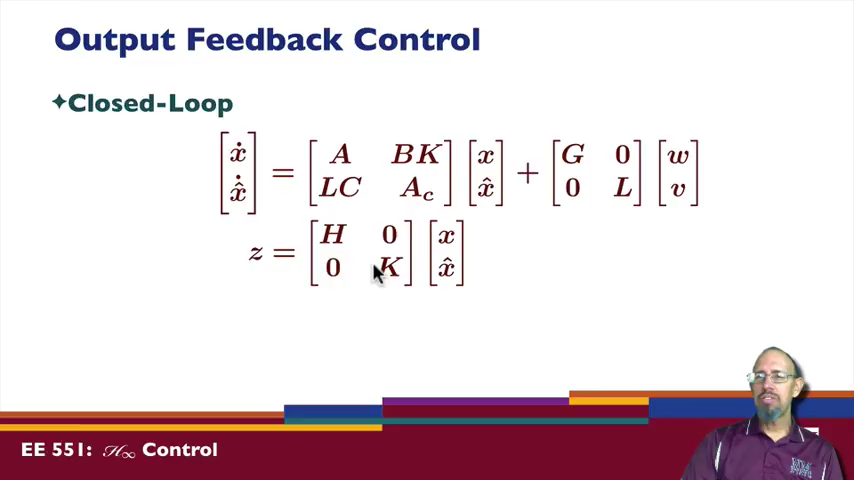 Output Feedback Control
✦Closed-Loop
[ẋ; x̂̇] = [A BK; LC A_c] [x; x̂] + [G 0; 0 L] [w; v]
z = [H 0; 0 K] [x; x̂]
EE 551: ℋ∞ Control